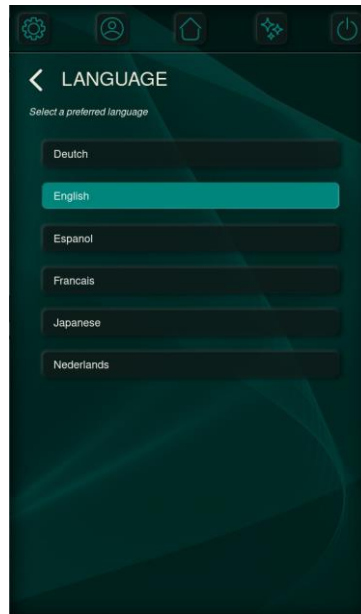 LANGUAGE
Select a preferred language
Deutch
English
Espanol
Francais
Japanese
Nederlands